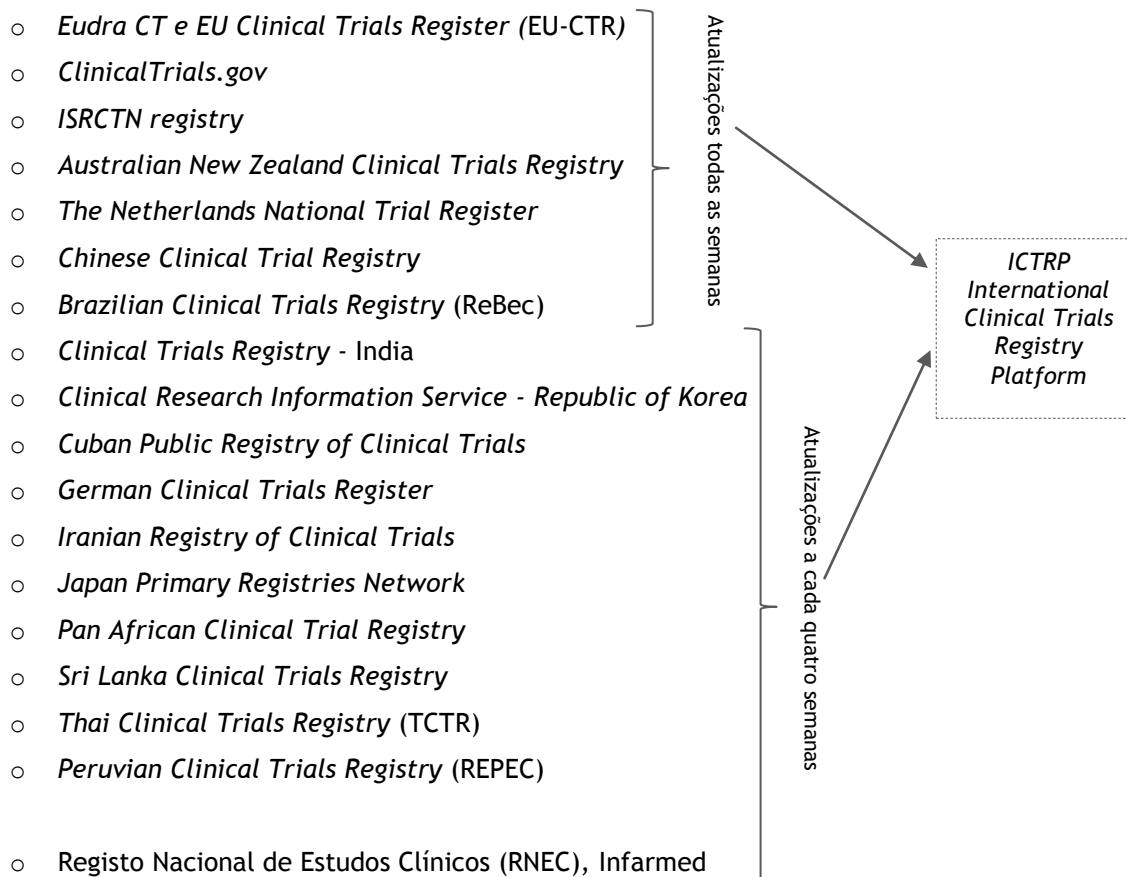 o Eudra CT e EU Clinical Trials Register (EU-CTR)
o ClinicalTrials.gov
o ISRCTN registry
o Australian New Zealand Clinical Trials Registry
o The Netherlands National Trial Register
o Chinese Clinical Trial Registry
o Brazilian Clinical Trials Registry (ReBec)
o Clinical Trials Registry - India
o Clinical Research Information Service - Republic of Korea
o Cuban Public Registry of Clinical Trials
o German Clinical Trials Register
o Iranian Registry of Clinical Trials
o Japan Primary Registries Network
o Pan African Clinical Trial Registry
o Sri Lanka Clinical Trials Registry
o Thai Clinical Trials Registry (TCTR)
o Peruvian Clinical Trials Registry (REPEC)
o Registo Nacional de Estudos Clínicos (RNEC), Infarmed
Atualizações todas as semanas
Atualizações a cada quatro semanas
ICTRP
International
Clinical Trials
Registry
Platform